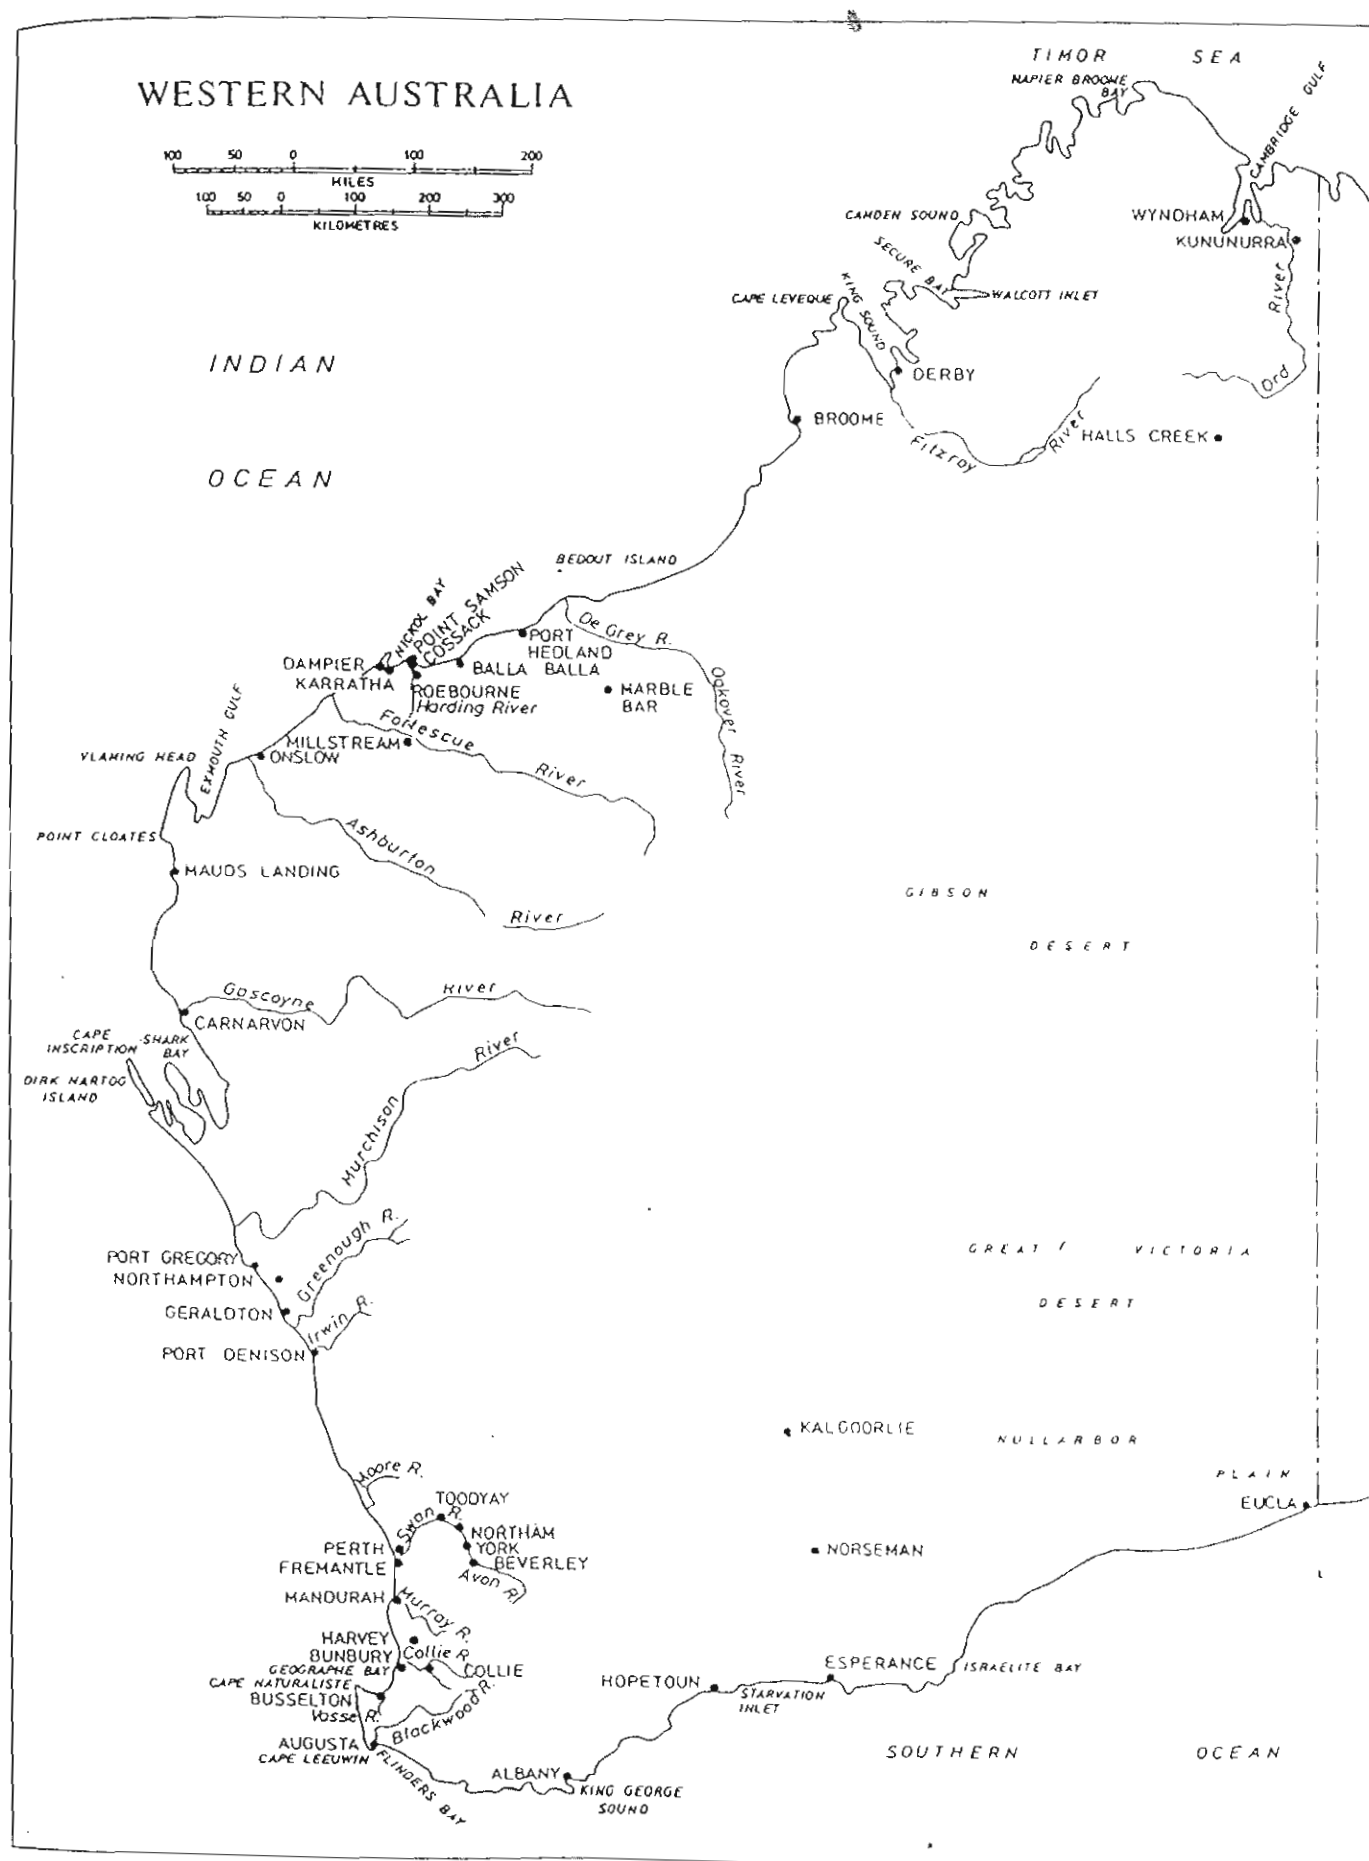 TIMOR SEA
NAPIER BROOME
BAY
CAMBRIDGE GULF
WESTERN AUSTRALIA
100 50 0 100 200
MILES
100 50 0 100 200 300
KILOMETRES
CAMDEN SOUND
WYNDHAM
KUNUNURRA
SECURE BAY
WALCOTT INLET
CAPE LEVEQUE
KING SOUND
River
Ord
INDIAN
DERBY
BROOME
Fitzroy
River
HALLS CREEK
OCEAN
BEDOUT ISLAND
NICKOL BAY
POINT SAMSON
COSSACK
De Grey R.
PORT
HEDLAND
DAMPIER
BALLA BALLA
KARRATHA
ROEBOURNE
Harding River
MARBLE
BAR
Oakover
River
EXMOUTH GULF
Fortescue
River
MILLSTREAM
VLAMING HEAD
ONSLOW
POINT CLOATES
Ashburton
River
MAUDS LANDING
GIBSON
DESERT
Gascoyne
River
CARNARVON
CAPE
INSCRIPTION
SHARK
BAY
River
DIRK HARTOG
ISLAND
Murchison
Greenough R.
GREAT VICTORIA
DESERT
PORT GREGORY
NORTHAMPTON
GERALDTON
Irwin R.
PORT DENISON
KALGOORLIE
NULLARBOR
PLAIN
EUCLA
Moore R.
TOODYAY
Swan R.
NORTHAM
PERTH
YORK
FREMANTLE
BEVERLEY
Avon R.
NORSEMAN
MANDURAH
Murray R.
HARVEY
BUNBURY
Collie R.
GEOGRAPHE BAY
COLLIE
CAPE NATURALISTE
BUSSELTON
Vasse R.
Blackwood R.
HOPETOUN
ESPERANCE
ISRAELITE BAY
STARVATION
INLET
AUGUSTA
CAPE LEEUWIN
FLINDERS BAY
ALBANY
KING GEORGE
SOUND
SOUTHERN OCEAN